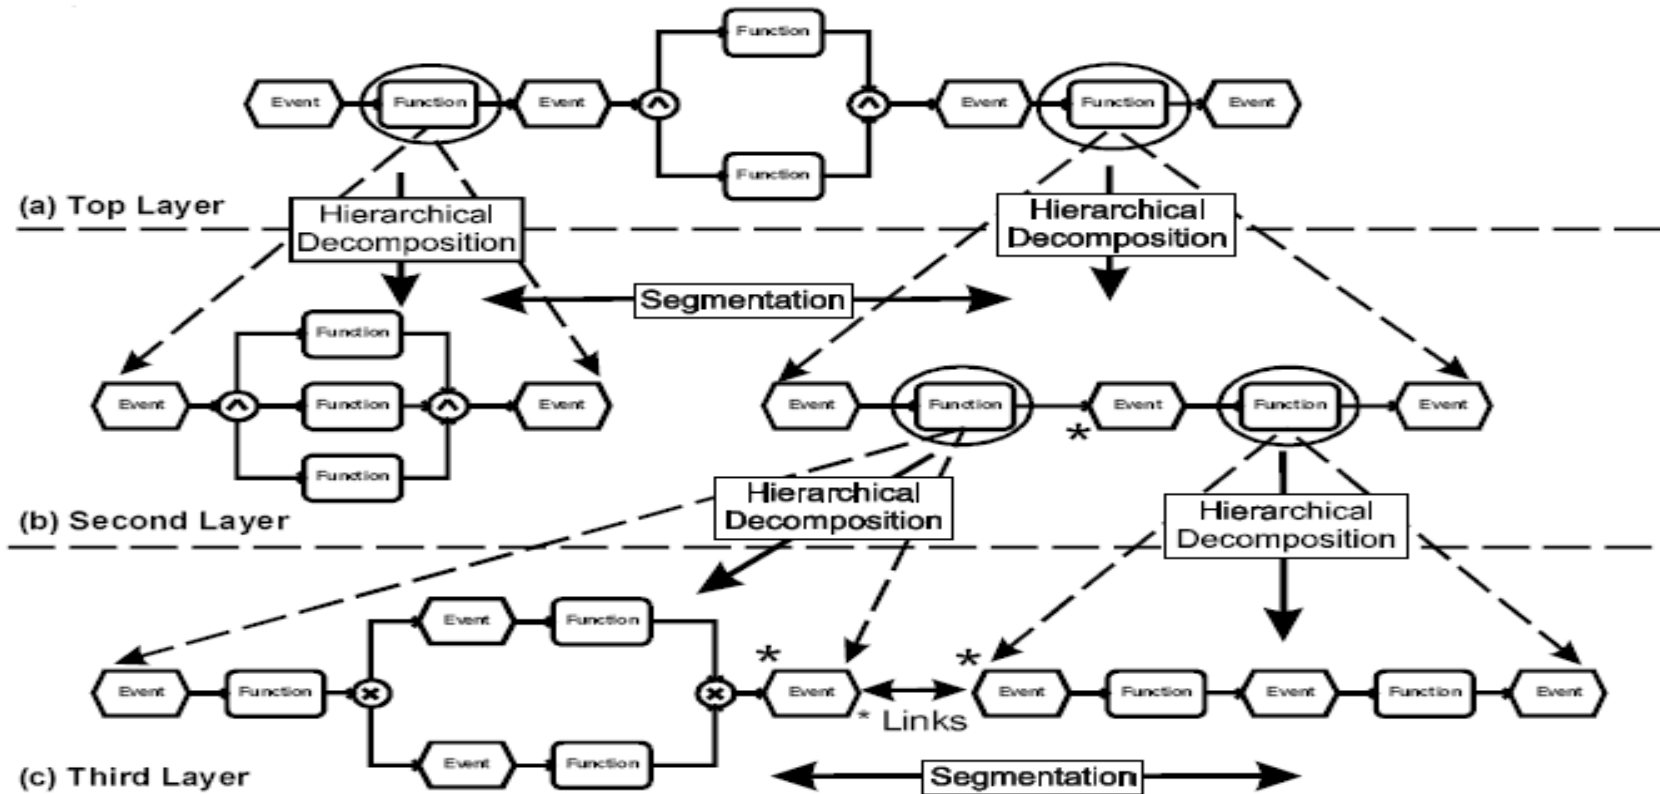 Function
Event
Function
Event
Event
Function
Event
Function
(a) Top Layer
Hierarchical
Decomposition
Hierarchical
Decomposition
Segmentation
Function
Event
Function
Event
Event
Function
Event
Function
Event
*
Function
(b) Second Layer
Hierarchical
Decomposition
Hierarchical
Decomposition
Event
Function
*
*
Event
Function
Event
Event
Function
Event
Function
Event
* Links
Event
Function
(c) Third Layer
Segmentation